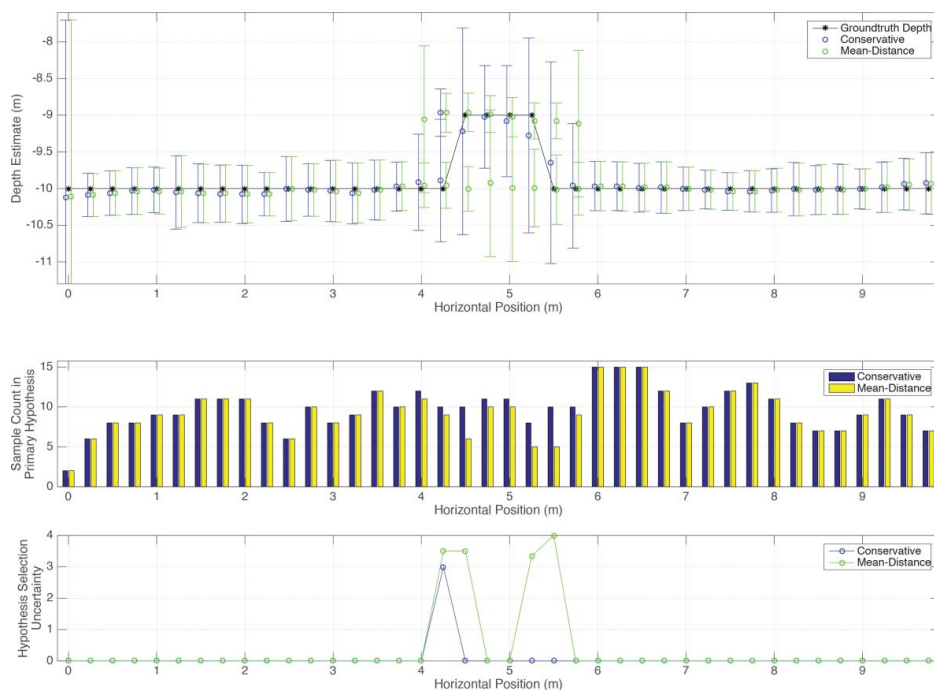 -8
-8.5
-9
-9.5
-10
-10.5
-11
Depth Estimate (m)
Groundtruth Depth
Conservative
Mean-Distance
0 1 2 3 4 5 6 7 8 9
Horizontal Position (m)
15
10
5
0
Sample Count in
Primary Hypothesis
Conservative
Mean-Distance
0 1 2 3 4 5 6 7 8 9
Horizontal Position (m)
4
3
2
1
0
Hypothesis Selection
Uncertainty
Conservative
Mean-Distance
0 1 2 3 4 5 6 7 8 9
Horizontal Position (m)